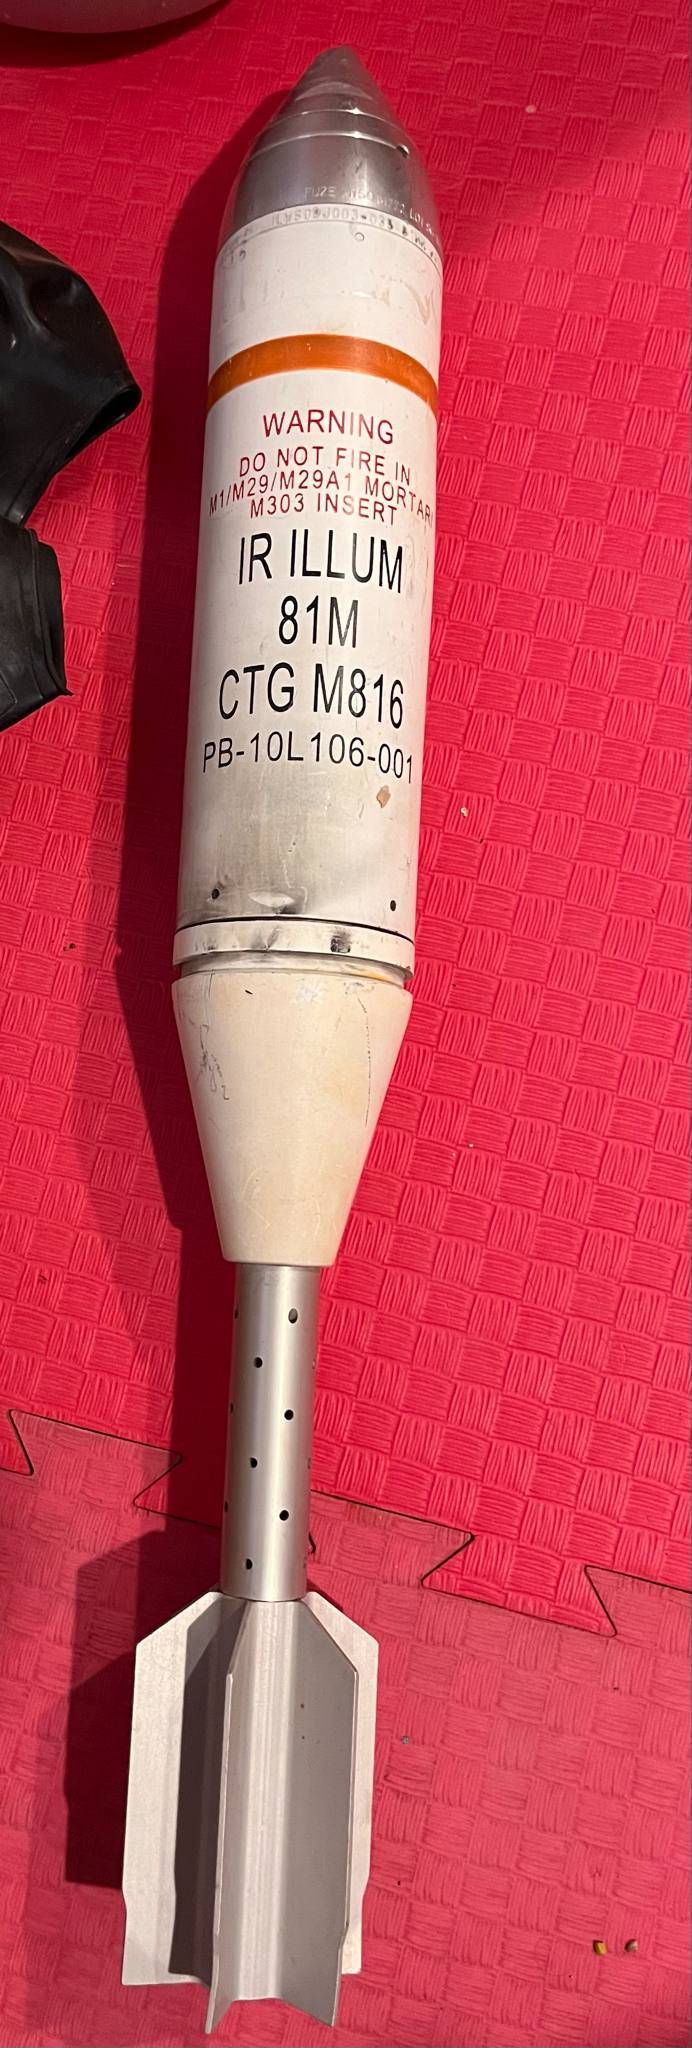 FUZE
WARNING
DO NOT FIRE IN
M1/M29/M29A1 MORTAR
M303 INSERT
IR ILLUM
81M
CTG M816
PB-10L106-001